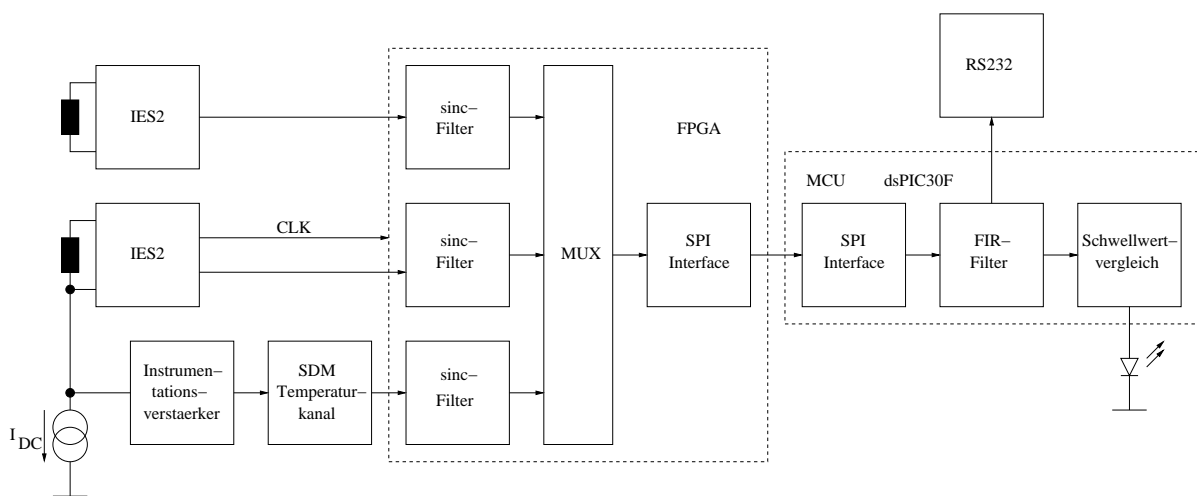 RS232
IES2
sinc–
Filter
FPGA
MCU dsPIC30F
IES2
CLK
sinc–
Filter
MUX
SPI
Interface
SPI
Interface
FIR–
Filter
Schwellwert–
vergleich
Instrumen–
tations–
verstaerker
SDM
Temperatur–
kanal
sinc–
Filter
I DC